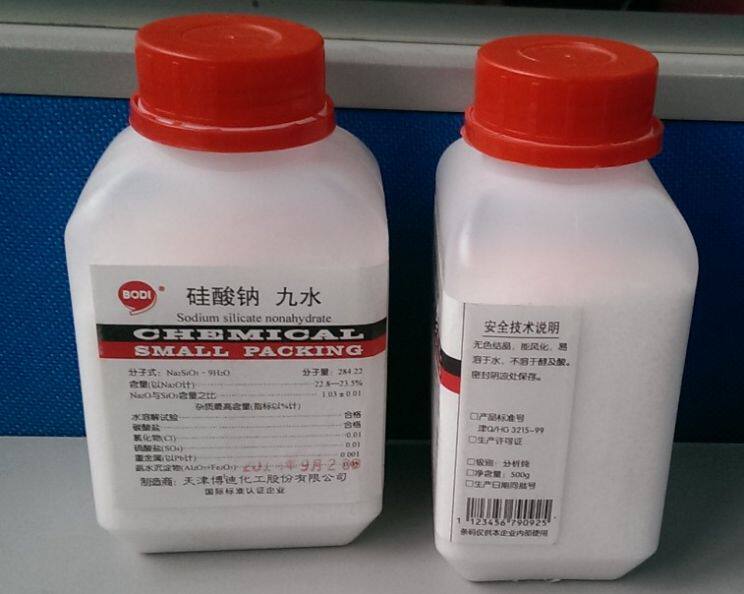 BODI ®
硅酸钠 九水
Sodium silicate nonahydrate
CHEMICAL
SMALL PACKING
分子式: Na₂SiO₃·9H₂O 分子量: 284.22
含量(以Na₂O计) 22.8—23.5%
Na₂O与SiO₂含量之比 1.03±0.01
杂质最高含量(指标以%计)
水溶解试验 合格
碳酸盐 合格
氯化物(Cl) 0.01
硫酸盐(SO₄) 0.01
重金属(以Pb计) 0.001
氨水沉淀物(Al₂O₃+Fe₂O₃)
年9月2
制造商: 天津博迪化工股份有限公司
国际标准认证企业
安全技术说明
无色结晶, 能风化, 易
溶于水, 不溶于醇及酸。
密封阴凉处保存。
□产品标准号
津Q/HG 3215-99
□生产许可证
□级别: 分析纯
□净含量: 500g
□生产日期同批号
1 123456 790925
条码仅供本企业内部使用